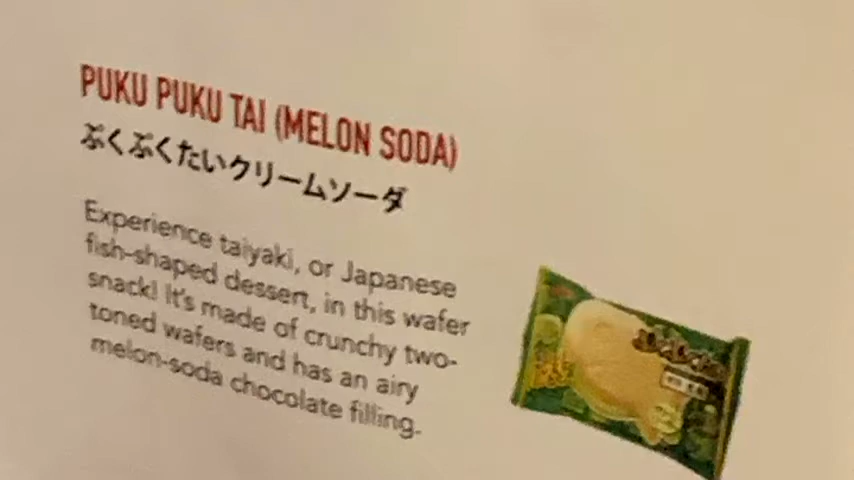 PUKU PUKU TAI (MELON SODA)
ぷくぷくたいクリームソーダ
Experience taiyaki, or Japanese
fish-shaped dessert, in this wafer
snack! It's made of crunchy two-
toned wafers and has an airy
melon-soda chocolate filling.